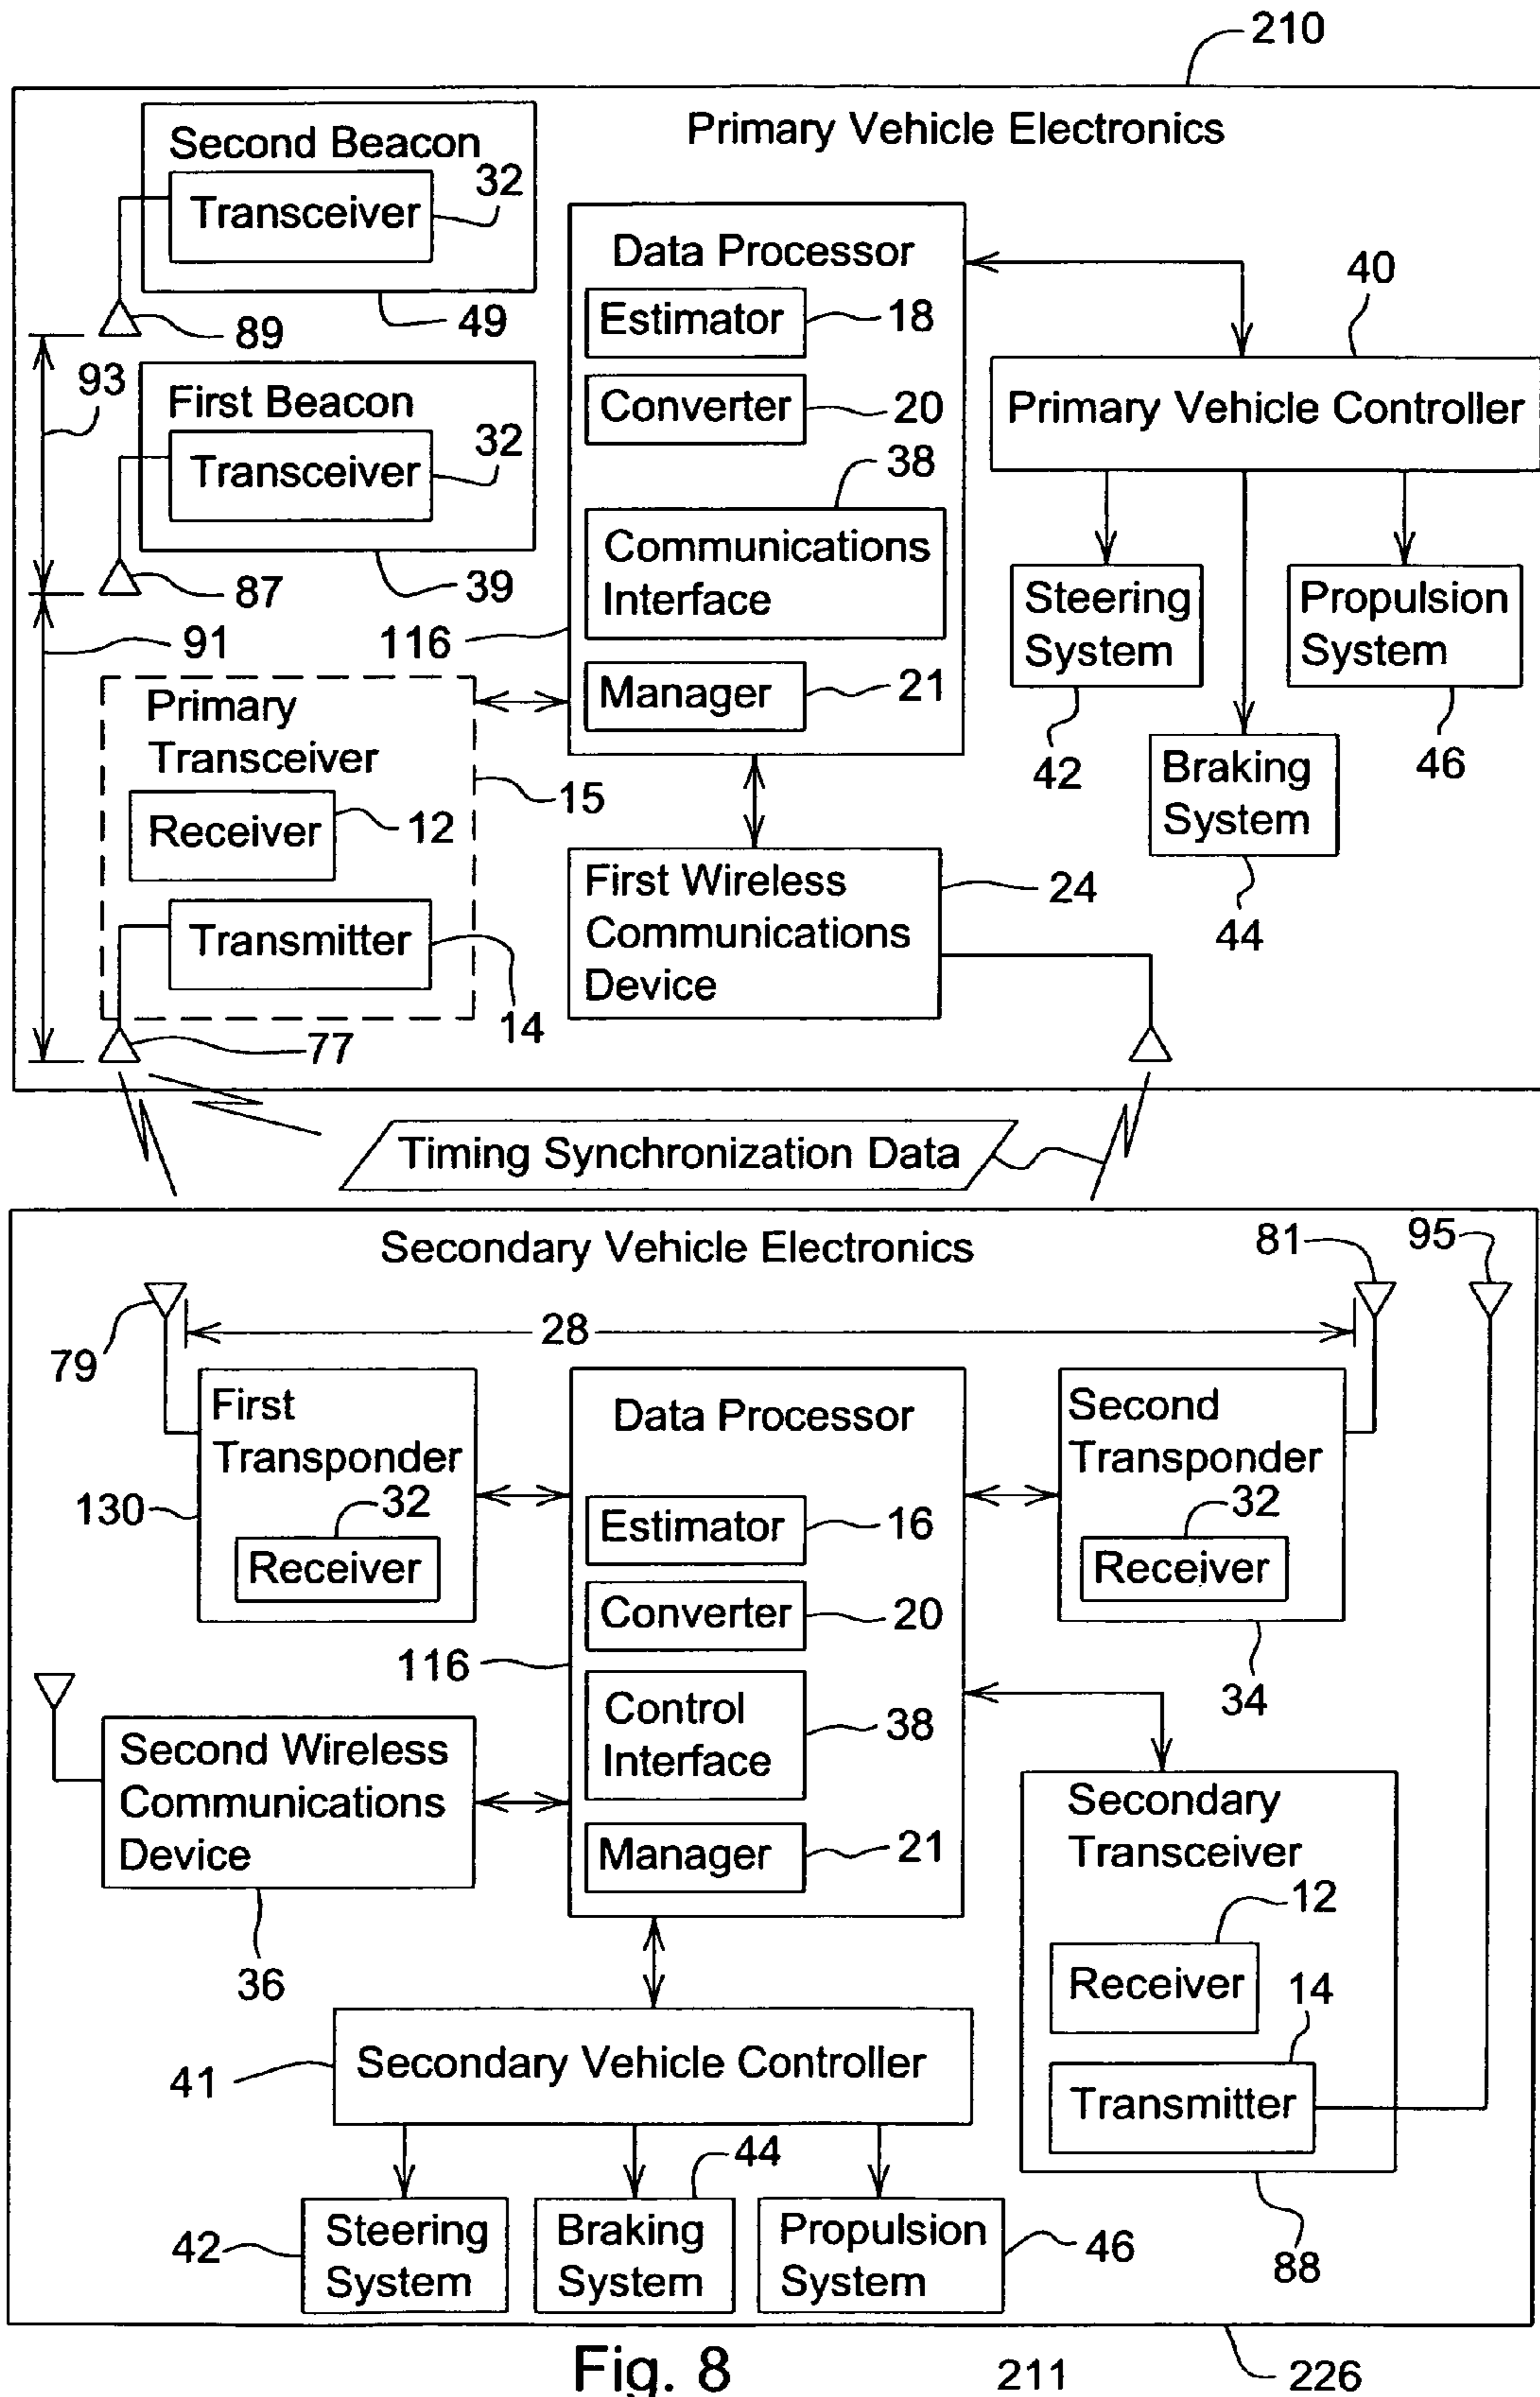 210
Primary Vehicle Electronics
Second Beacon
32
Transceiver
89
49
93
First Beacon
32
Transceiver
87
39
91
Data Processor
Estimator
18
Converter
20
38
Communications
Interface
116
Manager
21
40
Primary Vehicle Controller
Steering
System
42
Propulsion
System
46
Braking
System
44
Primary
Transceiver
15
Receiver
12
Transmitter
14
77
First Wireless
Communications
Device
24
Timing Synchronization Data
Secondary Vehicle Electronics
81
95
79
28
First
Transponder
130
32
Receiver
Data Processor
Estimator
16
Converter
20
116
Control
Interface
38
Manager
21
Second
Transponder
32
Receiver
34
Second Wireless
Communications
Device
36
Secondary
Transceiver
12
Receiver
14
Transmitter
88
Secondary Vehicle Controller
41
44
42
Steering
System
Braking
System
Propulsion
System
46
Fig. 8
211
226